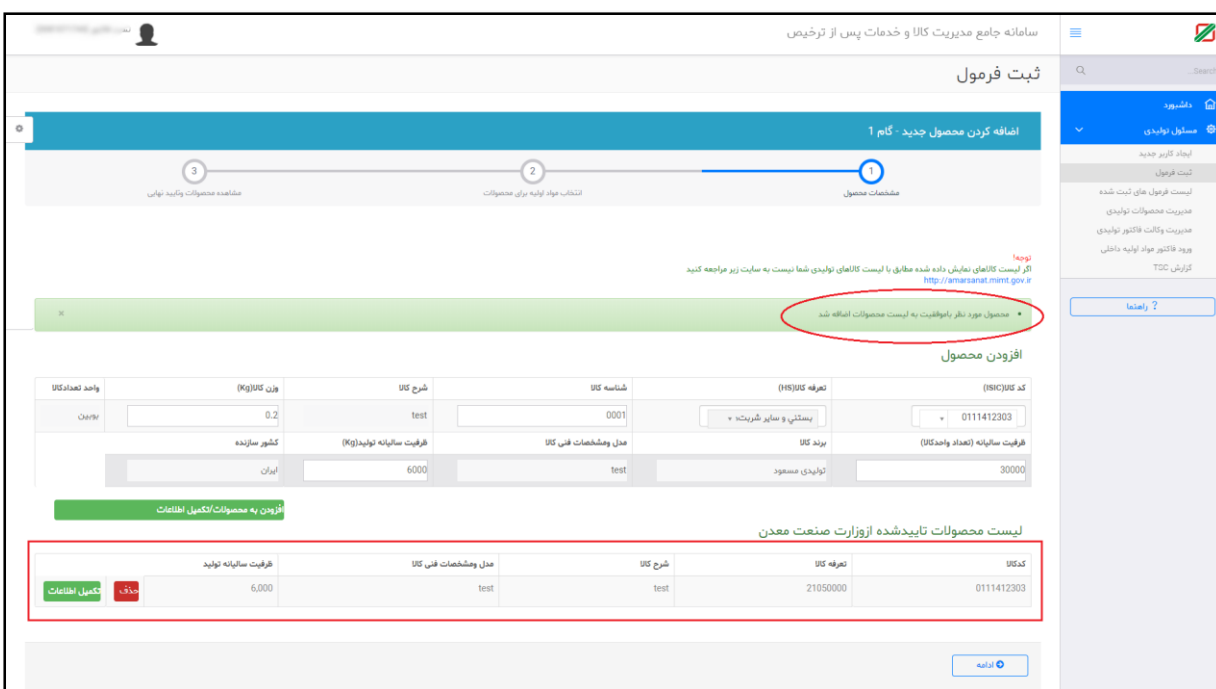 سامانه جامع مدیریت کالا و خدمات پس از ترخیص
Search...
داشبورد
مسئول تولیدی
ایجاد کاربر جدید
ثبت فرمول
لیست فرمول های ثبت شده
مدیریت محصولات تولیدی
مدیریت وکالت فاکتور تولیدی
ورود فاکتور مواد اولیه داخلی
گزارش TSC
? راهنما
ثبت فرمول
اضافه کردن محصول جدید - گام 1
1 2 3
مشخصات محصول انتخاب مواد اولیه برای محصولات مشاهده محصولات وتایید نهایی
توجه!
اگر لیست کالاهای نمایش داده شده مطابق با لیست کالاهای تولیدی شما نیست به سایت زیر مراجعه کنید
http://amarsanat.mimt.gov.ir
• محصول مورد نظر باموفقیت به لیست محصولات اضافه شد ×
افزودن محصول
کد کالا(ISIC) تعرفه کالا(HS) شناسه کالا شرح کالا وزن کالا(Kg) واحد تعدادکالا
0111412303 بستني و ساير شربت‌ه 0001 test 0.2 بوبین
ظرفیت سالیانه (تعداد واحدکالا) برند کالا مدل ومشخصات فنی کالا ظرفیت سالیانه تولید(Kg) کشور سازنده
30000 تولیدی مسعود test 6000 ایران
افزودن به محصولات/تکمیل اطلاعات
لیست محصولات تاییدشده ازوزارت صنعت معدن
کدکالا تعرفه کالا شرح کالا مدل ومشخصات فنی کالا ظرفیت سالیانه تولید
0111412303 21050000 test test 6,000 حذف تکمیل اطلاعات
ادامه